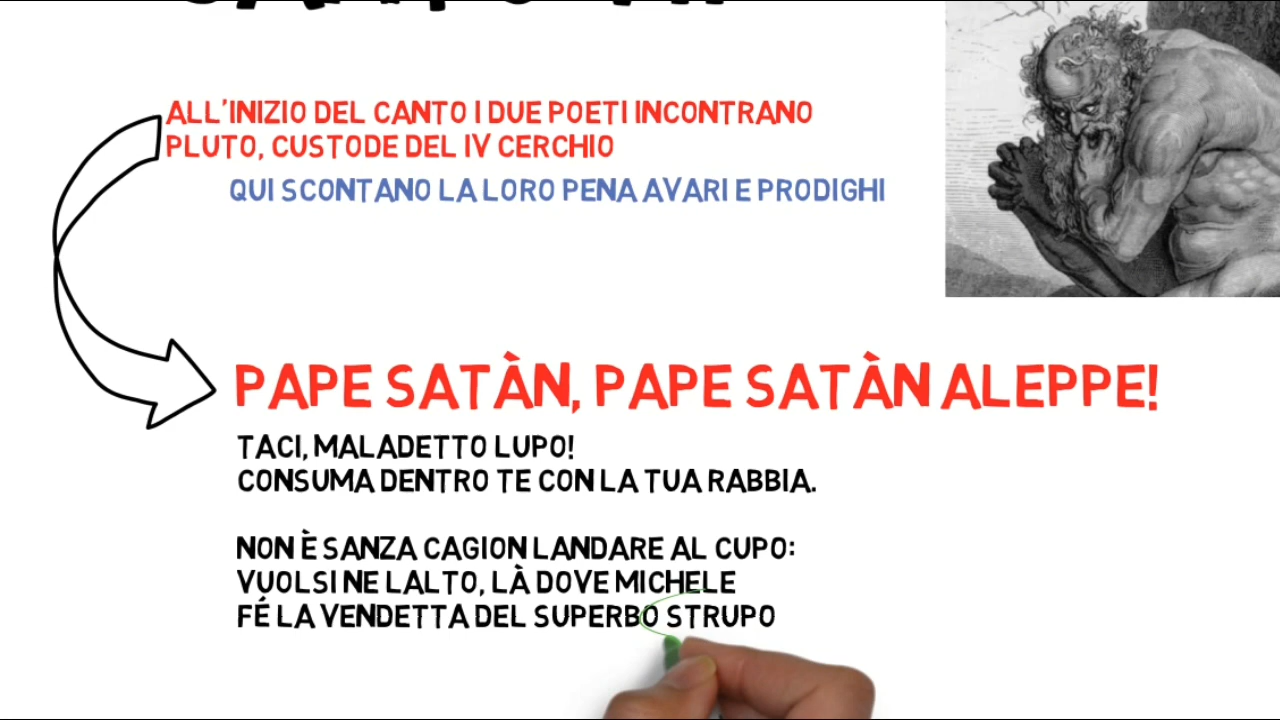 ALL'INIZIO DEL CANTO I DUE POETI INCONTRANO
PLUTO, CUSTODE DEL IV CERCHIO
QUI SCONTANO LA LORO PENA AVARI E PRODIGHI
PAPE SATÀN, PAPE SATÀN ALEPPE!
TACI, MALADETTO LUPO!
CONSUMA DENTRO TE CON LA TUA RABBIA.
NON È SANZA CAGION LANDARE AL CUPO:
VUOLSI NE LALTO, LÀ DOVE MICHELE
FÉ LA VENDETTA DEL SUPERBO STRUPO